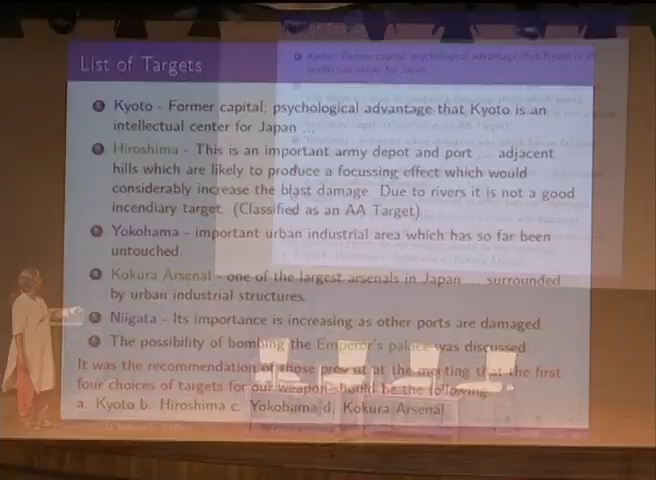 List of Targets
Kyoto - Former capital; psychological advantage that Kyoto is an
intellectual center for Japan ...
Hiroshima - This is an important army depot and port ... adjacent
hills which are likely to produce a focussing effect which would
considerably increase the blast damage. Due to rivers it is not a good
incendiary target. (Classified as an AA Target)
Yokohama - important urban industrial area which has so far been
untouched.
Kokura Arsenal - one of the largest arsenals in Japan ... surrounded
by urban industrial structures.
Niigata - Its importance is increasing as other ports are damaged
The possibility of bombing the Emperor's palace was discussed.
It was the recommendation of those present at the meeting that the first
four choices of targets for our weapon should be the following
a. Kyoto b. Hiroshima c. Yokohama d. Kokura Arsenal